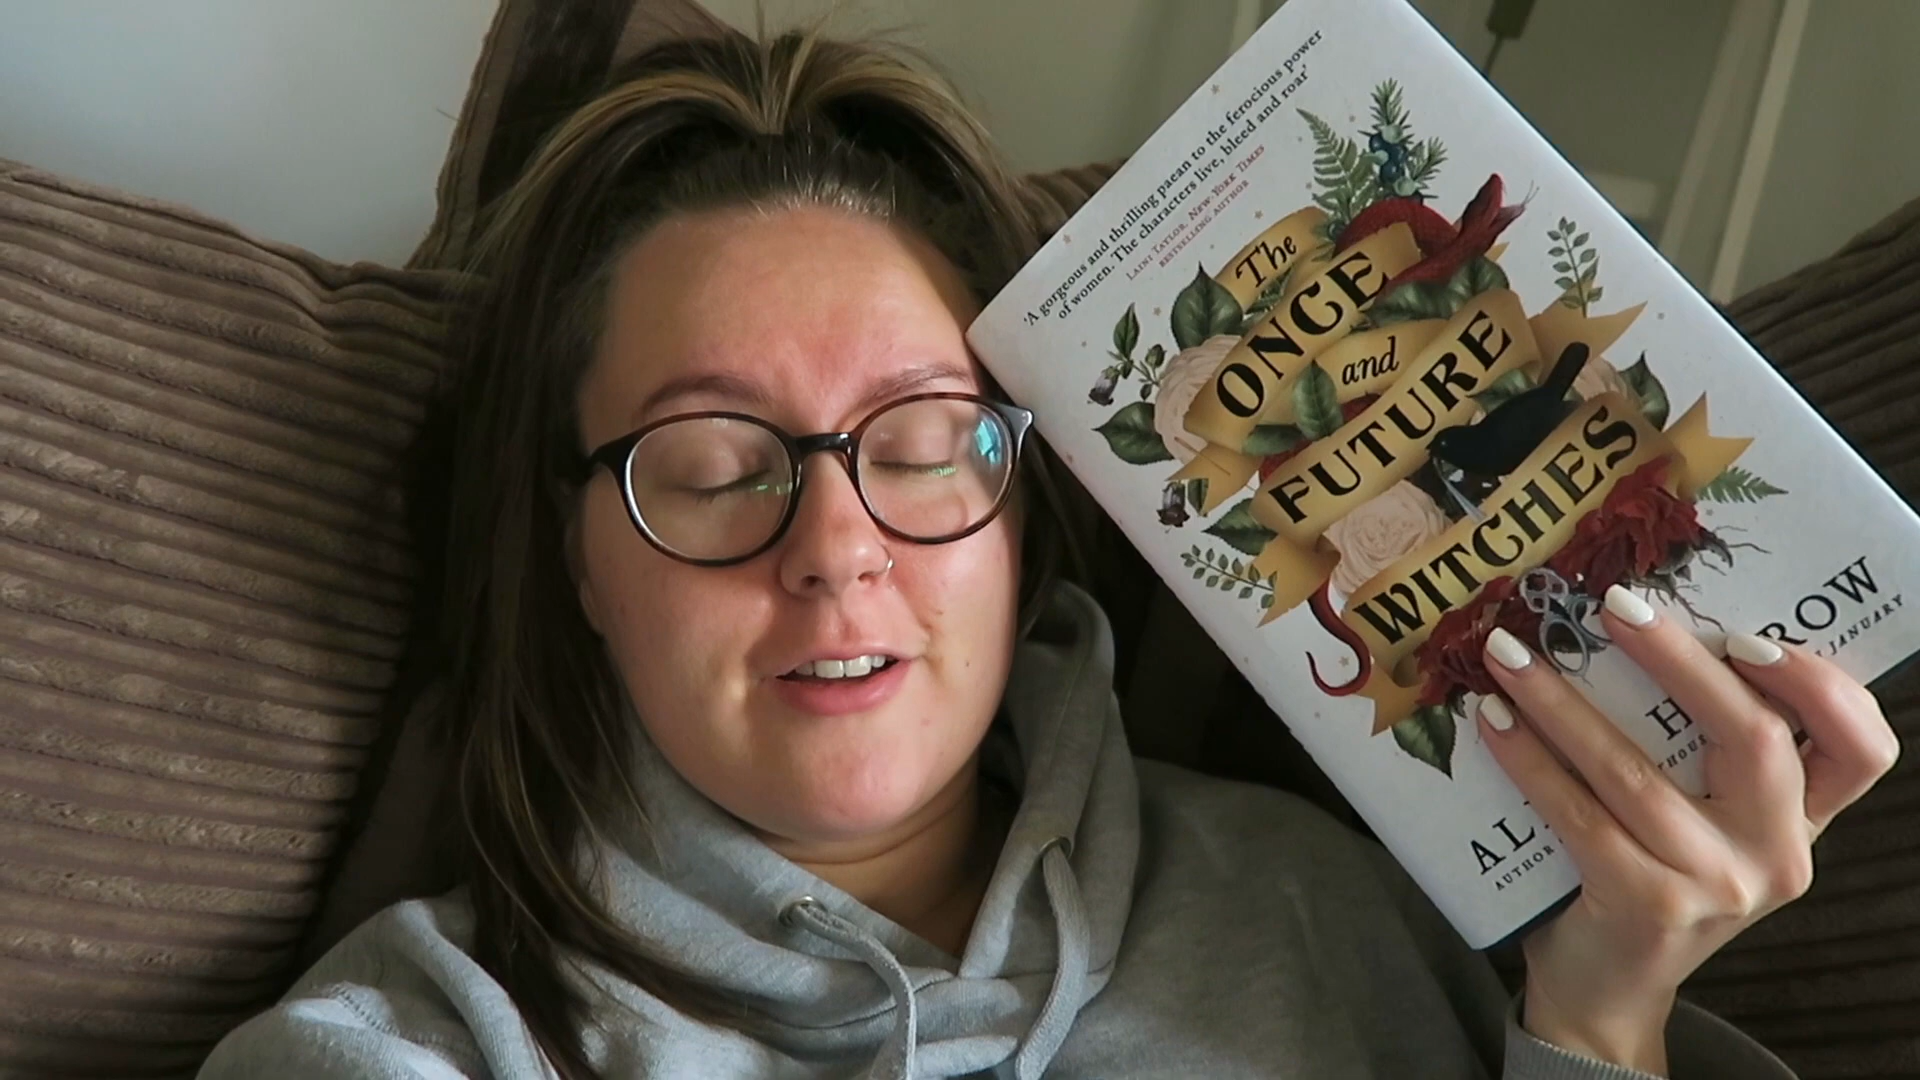 'A gorgeous and thrilling paean to the ferocious power
of women. The characters live, bleed and roar'
LAINI TAYLOR, NEW YORK TIMES
BESTSELLING AUTHOR
The
ONCE
and
FUTURE
WITCHES
AL
H
ROW
AUTHOR
JANUARY